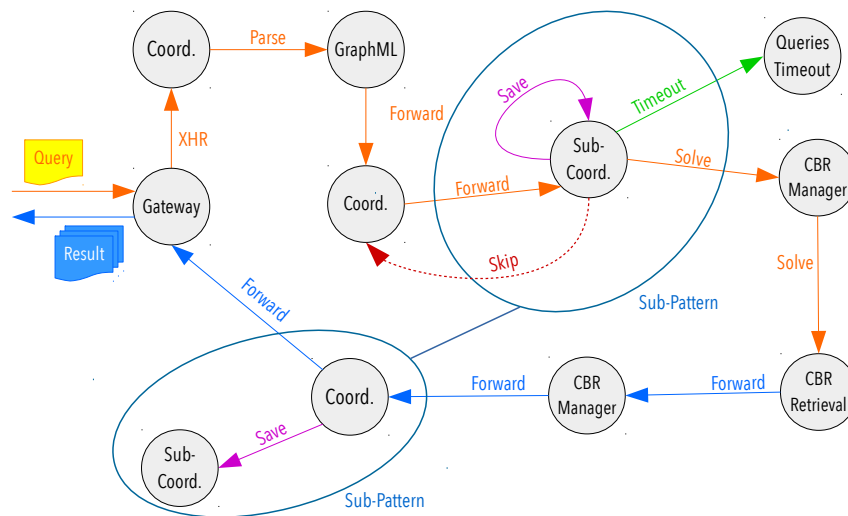 Coord.
Parse
GraphML
Queries
Timeout
Save
Timeout
Forward
XHR
Query
Sub-
Coord.
Solve
CBR
Manager
Gateway
Coord.
Forward
Result
Skip
Solve
Forward
Sub-Pattern
Coord.
Forward
CBR
Manager
Forward
CBR
Retrieval
Save
Sub-
Coord.
Sub-Pattern